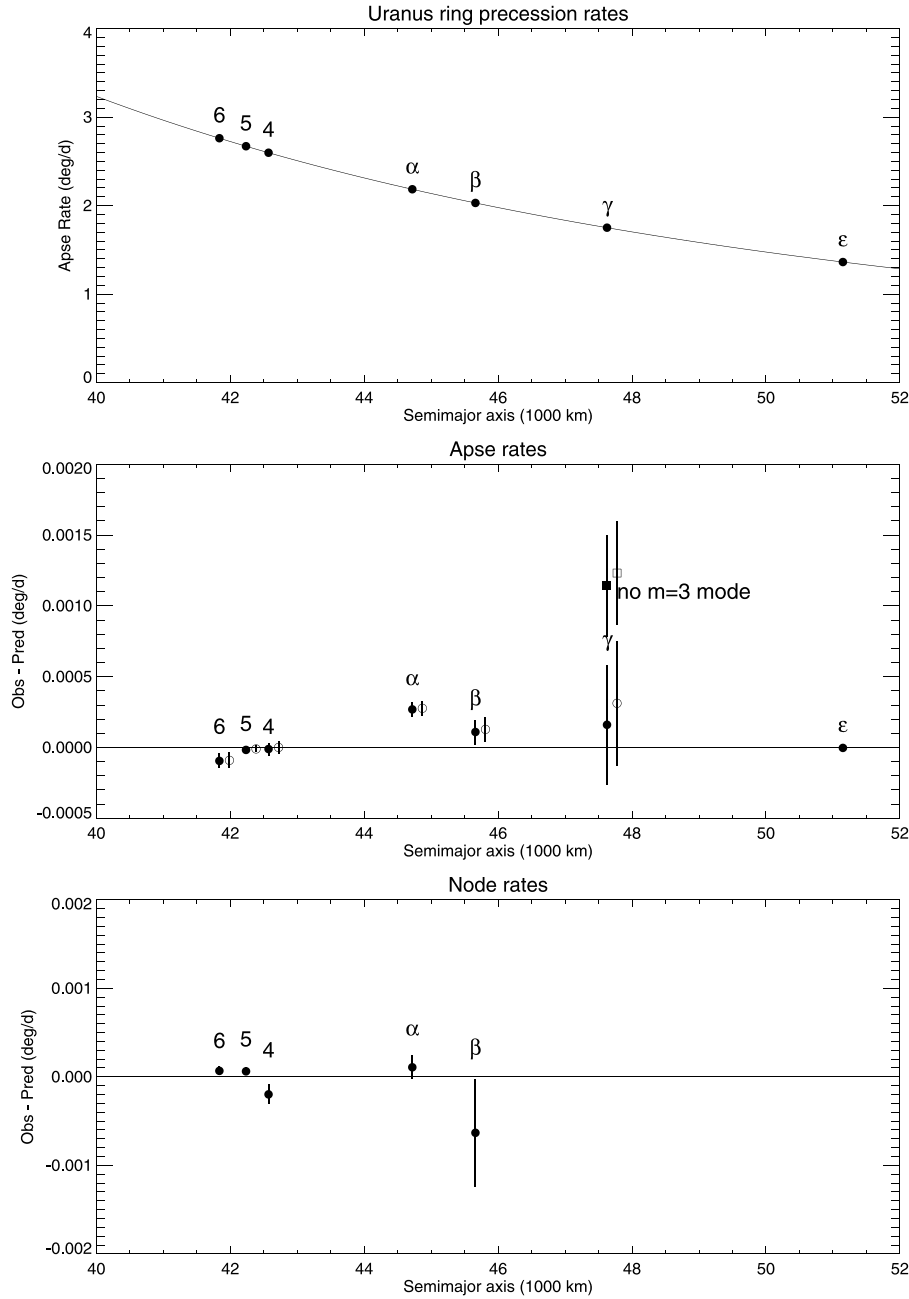 Uranus ring precession rates
4
3
2
1
0
Apse Rate (deg/d)
6 5 4 α β γ ε
40 42 44 46 48 50 52
Semimajor axis (1000 km)
Apse rates
0.0020
0.0015
0.0010
0.0005
0.0000
-0.0005
Obs - Pred (deg/d)
no m=3 mode
6 5 4 α β γ ε
40 42 44 46 48 50 52
Semimajor axis (1000 km)
Node rates
0.002
0.001
0.000
-0.001
-0.002
Obs - Pred (deg/d)
6 5 4 α β
40 42 44 46 48 50 52
Semimajor axis (1000 km)